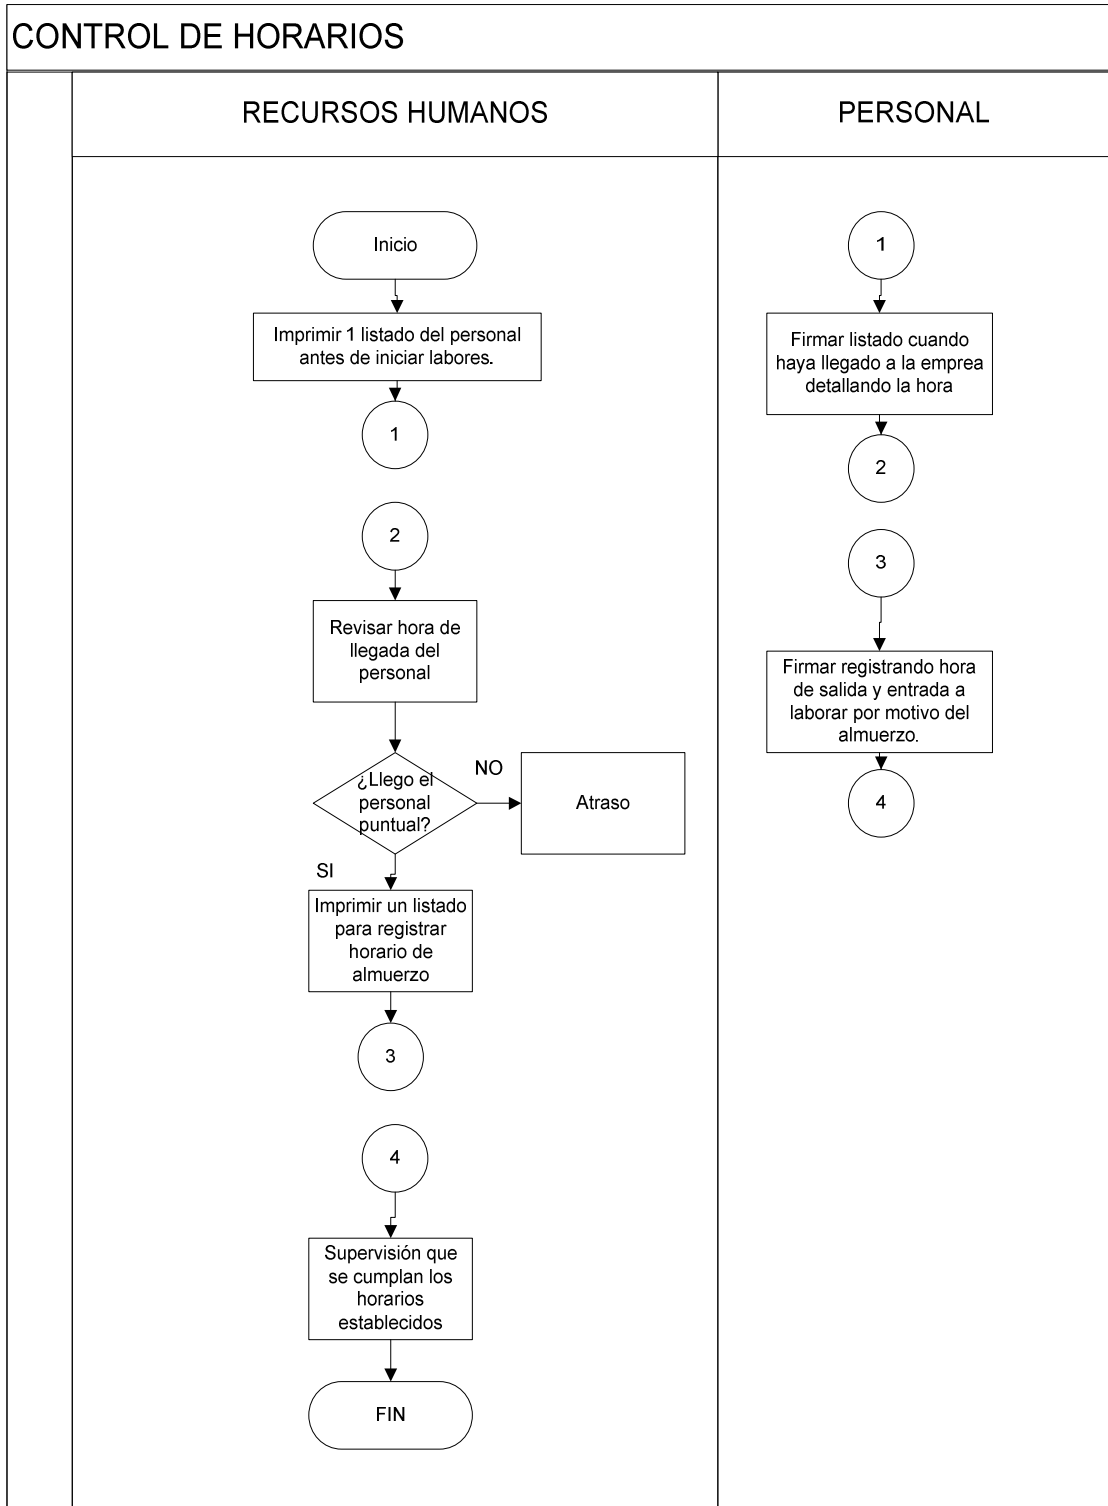 CONTROL DE HORARIOS
RECURSOS HUMANOS
PERSONAL
Inicio
Imprimir 1 listado del personal
antes de iniciar labores.
1
2
Revisar hora de
llegada del
personal
¿Llego el
personal
puntual?
NO
Atraso
SI
Imprimir un listado
para registrar
horario de
almuerzo
3
4
Supervisión que
se cumplan los
horarios
establecidos
FIN
1
Firmar listado cuando
haya llegado a la emprea
detallando la hora
2
3
Firmar registrando hora
de salida y entrada a
laborar por motivo del
almuerzo.
4